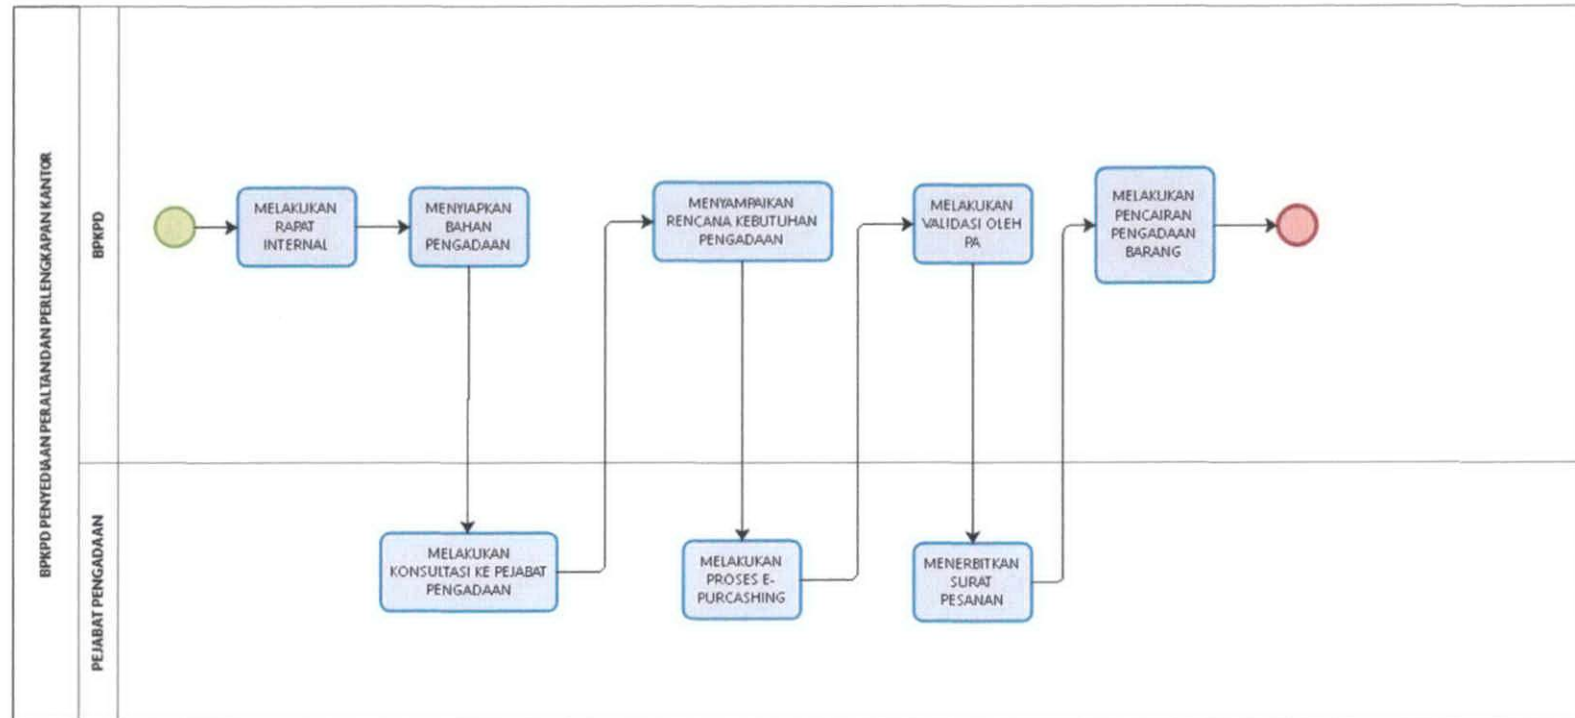 BPKPD PENYEDIAAN PERALTAN DAN PERLENGKAPAN KANTOR
BPKPD
MELAKUKAN
RAPAT
INTERNAL
MENYIAPKAN
BAHAN
PENGADAAN
MENYAMPAIKAN
RENCANA KEBUTUHAN
PENGADAAN
MELAKUKAN
VALIDASI OLEH
PA
MELAKUKAN
PENCAIRAN
PENGADAAN
BARANG
PEJABAT PENGADAAN
MELAKUKAN
KONSULTASI KE PEJABAT
PENGADAAN
MELAKUKAN
PROSES E-
PURCASHING
MENERBITKAN
SURAT
PESANAN